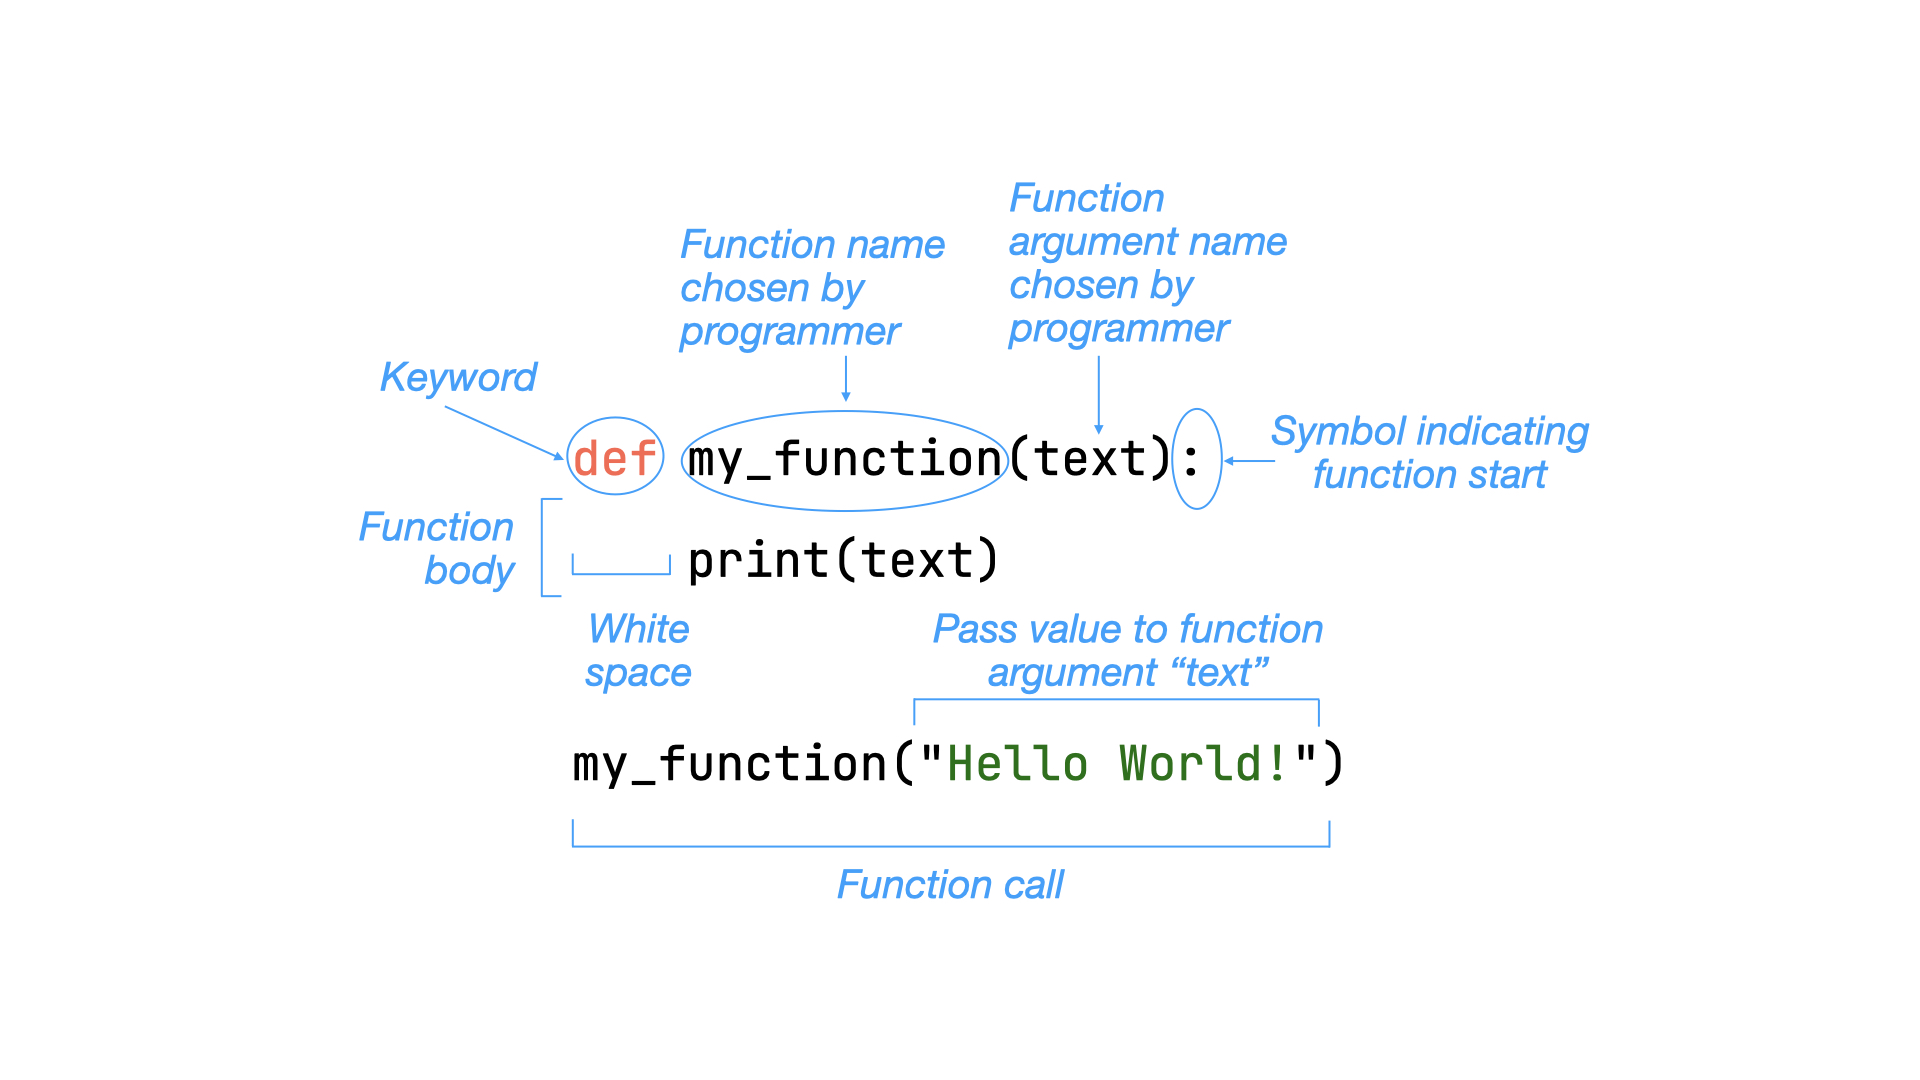 Function
argument name
chosen by
programmer
Function name
chosen by
programmer
Keyword
def my_function(text):
Symbol indicating
function start
Function
body
print(text)
White
space
Pass value to function
argument “text”
my_function("Hello World!")
Function call